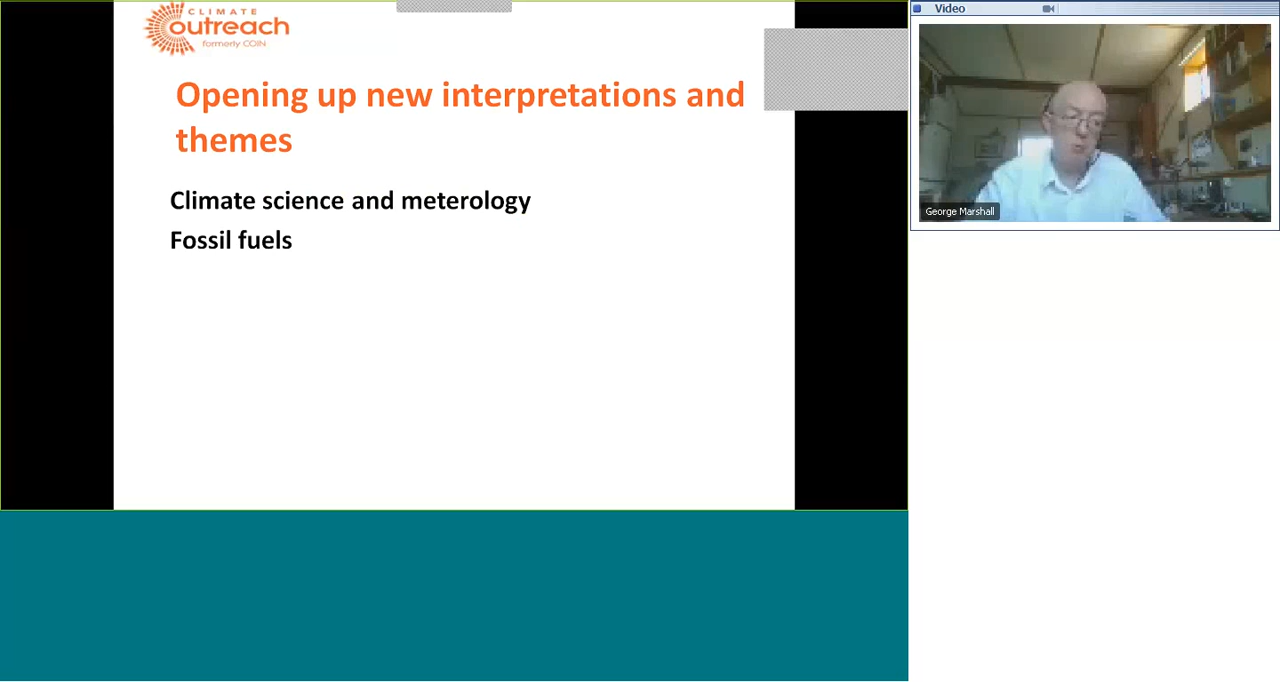 CLIMATE
outreach
formerly COIN
Opening up new interpretations and
themes
Climate science and meterology
Fossil fuels
Video
George Marshall